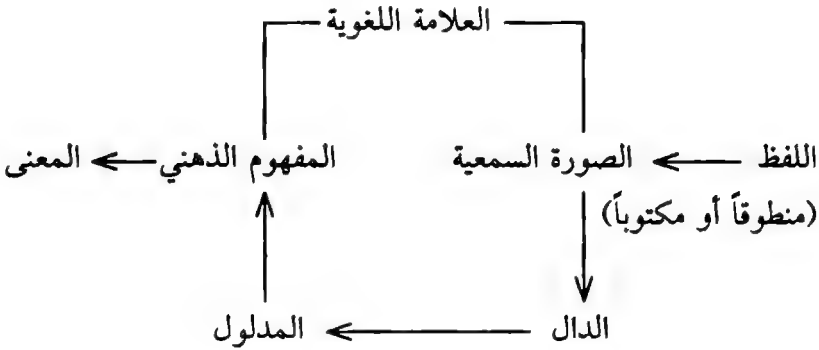 العلامة اللغوية
اللفظ الصورة السمعية المفهوم الذهني المعنى
(منطوقاً أو مكتوباً)
الدال المدلول